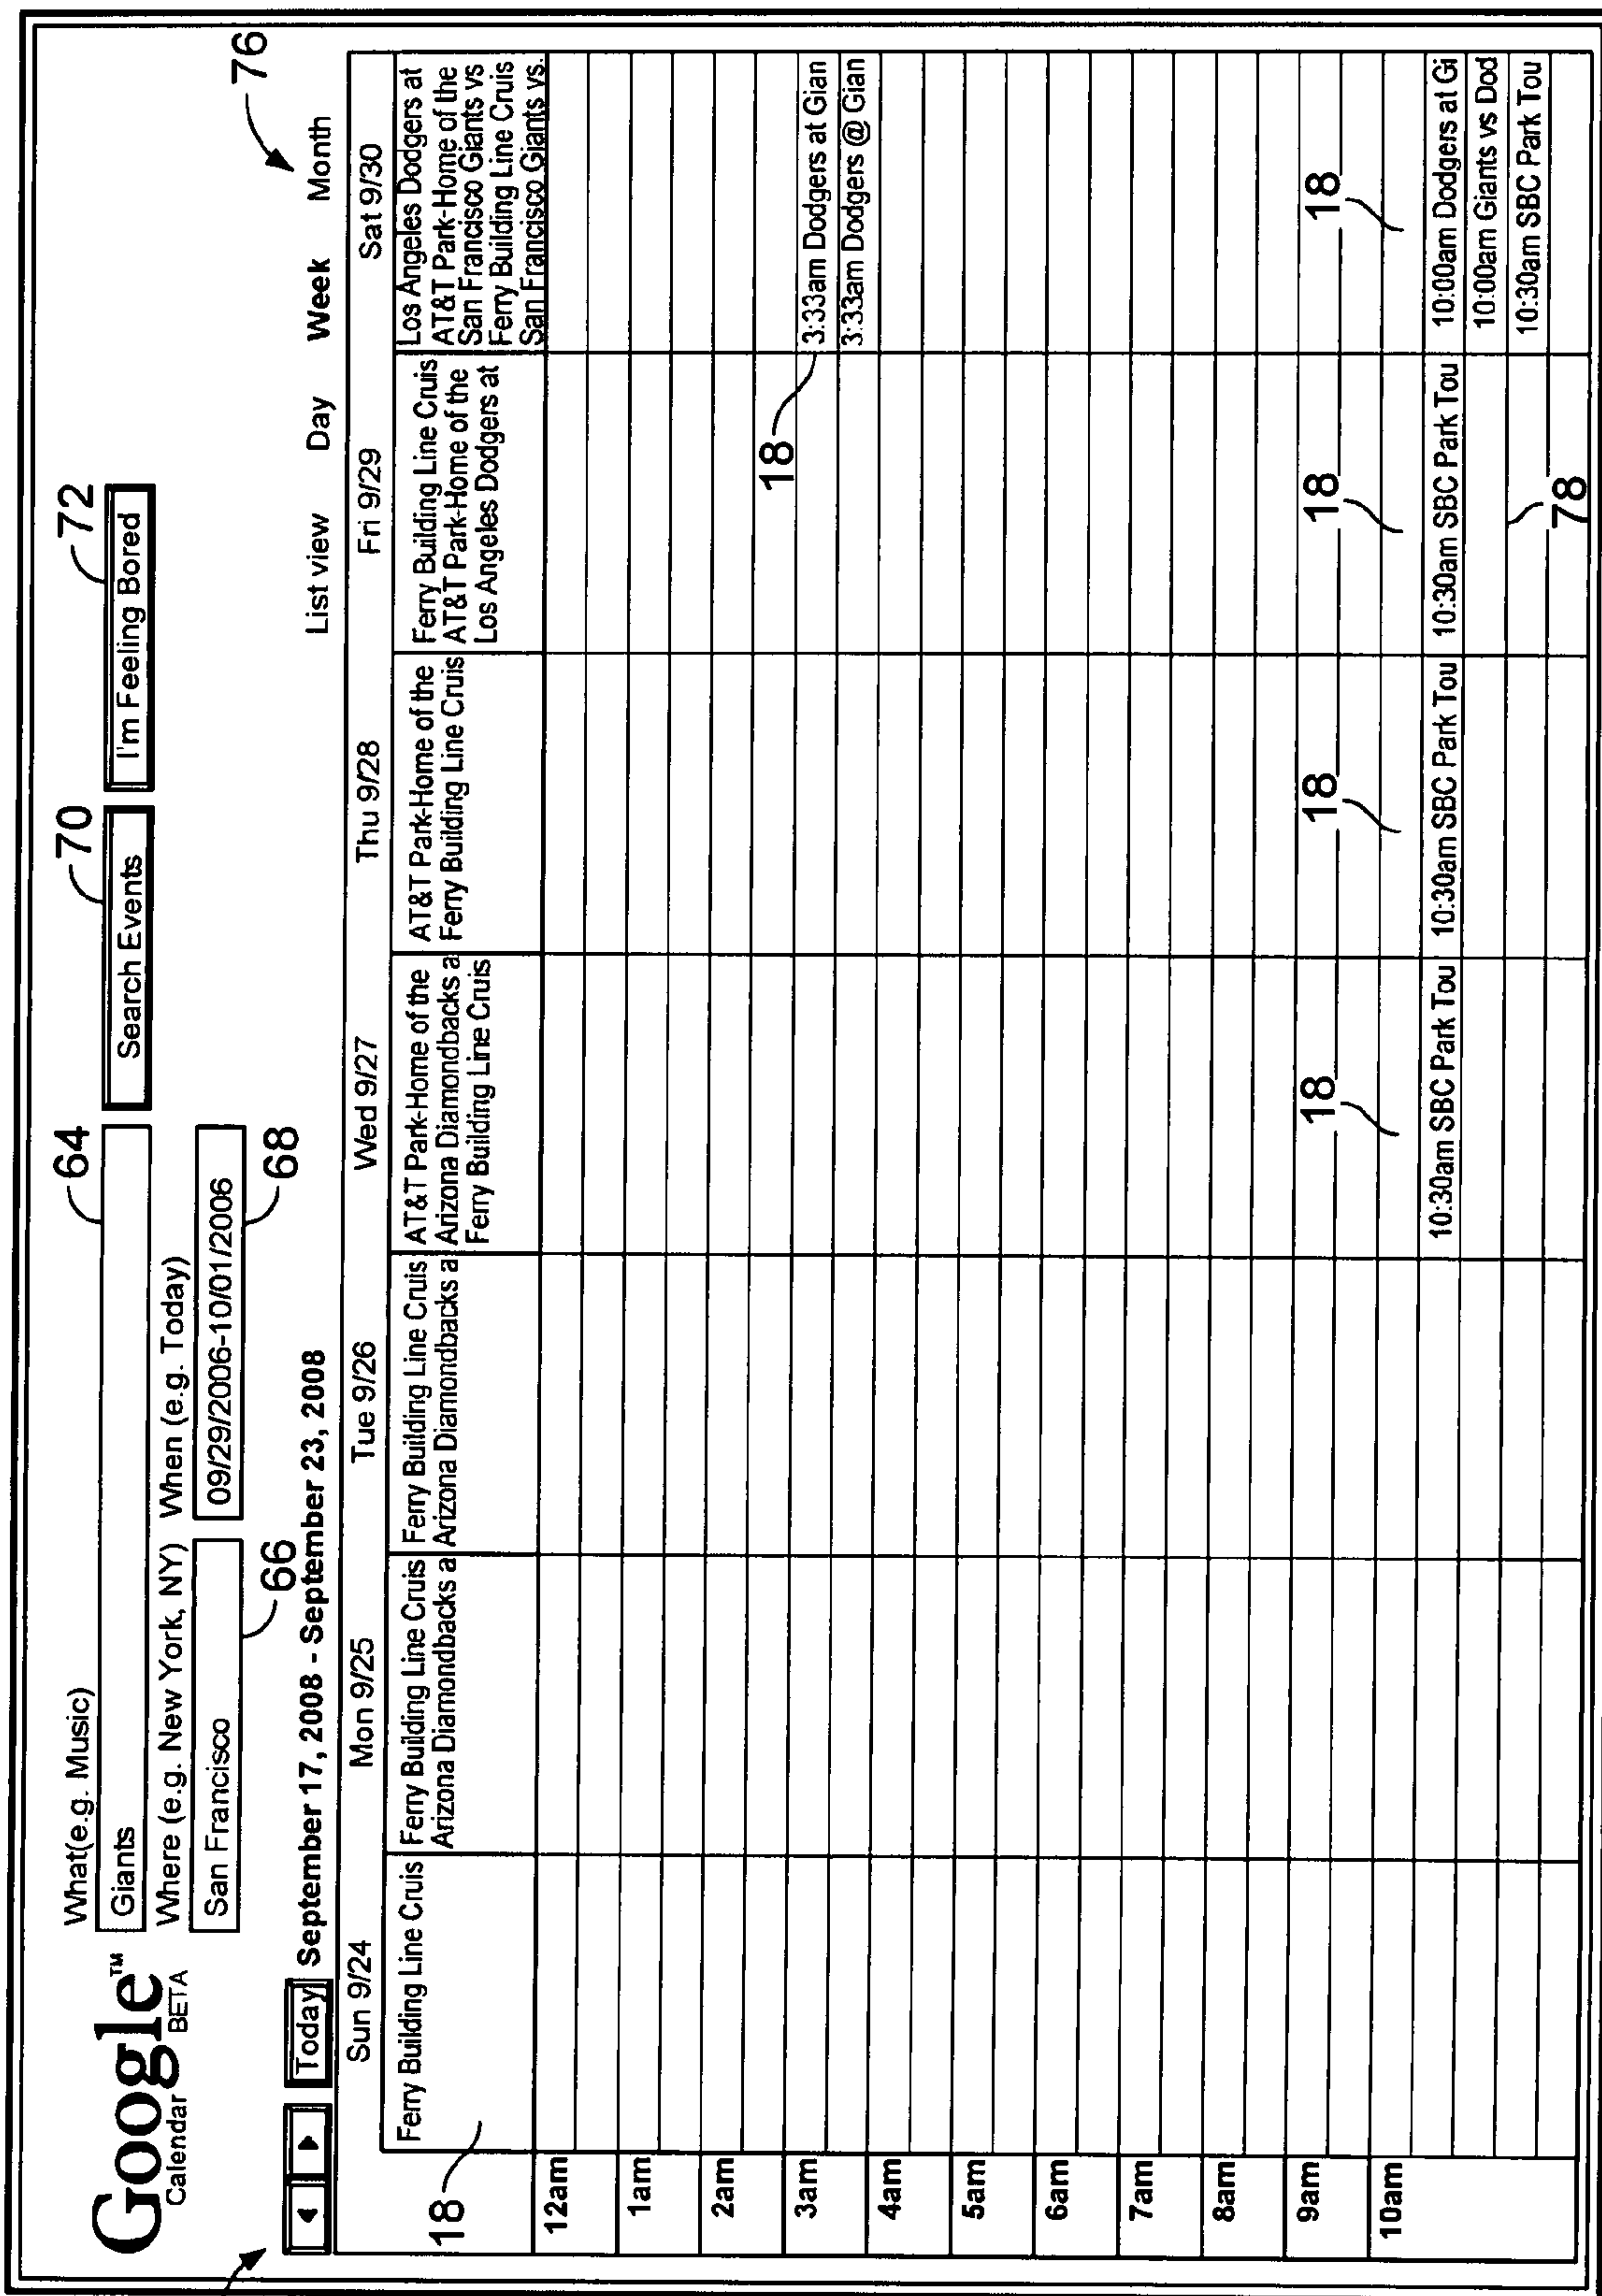 Google™
Calendar BETA
What(e.g. Music)
Giants
64
Search Events
70
I'm Feeling Bored
72
Where (e.g. New York, NY)
When (e.g. Today)
San Francisco
66
09/29/2006-10/01/2006
68
Today
September 17, 2008 - September 23, 2008
List view Day Week Month
76
Sun 9/24 Mon 9/25 Tue 9/26 Wed 9/27 Thu 9/28 Fri 9/29 Sat 9/30
Ferry Building Line Cruis
18
Ferry Building Line Cruis
Arizona Diamondbacks a
Ferry Building Line Cruis
Arizona Diamondbacks a
AT&T Park-Home of the
Arizona Diamondbacks a
Ferry Building Line Cruis
AT&T Park-Home of the
Ferry Building Line Cruis
Ferry Building Line Cruis
AT&T Park-Home of the
Los Angeles Dodgers at
Los Angeles Dodgers at
AT&T Park-Home of the
San Francisco Giants vs
Ferry Building Line Cruis
San Francisco Giants vs.
12am
1am
2am
18
3am
3:33am Dodgers at Gian
3:33am Dodgers @ Gian
4am
5am
6am
7am
8am
9am
18 18 18 18
10am
10:30am SBC Park Tou
10:30am SBC Park Tou
10:30am SBC Park Tou
10:00am Dodgers at Gi
10:00am Giants vs Dod
10:30am SBC Park Tou
78